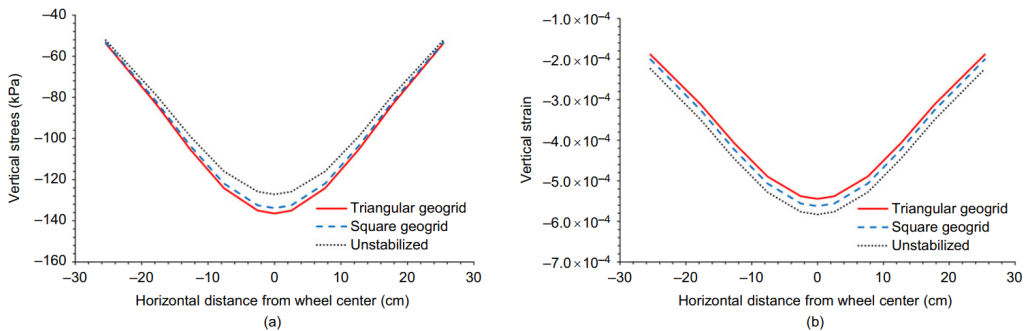 −40
−60
−80
−100
−120
−140
−160
Vertical strees (kPa)
Triangular geogrid
Square geogrid
Unstabilized
−30 −20 −10 0 10 20 30
Horizontal distance from wheel center (cm)
(a)
−1.0 × 10⁻⁴
−2.0 × 10⁻⁴
−3.0 × 10⁻⁴
−4.0 × 10⁻⁴
−5.0 × 10⁻⁴
−6.0 × 10⁻⁴
−7.0 × 10⁻⁴
Vertical strain
Triangular geogrid
Square geogrid
Unstabilized
−30 −20 −10 0 10 20 30
Horizontal distance from wheel center (cm)
(b)